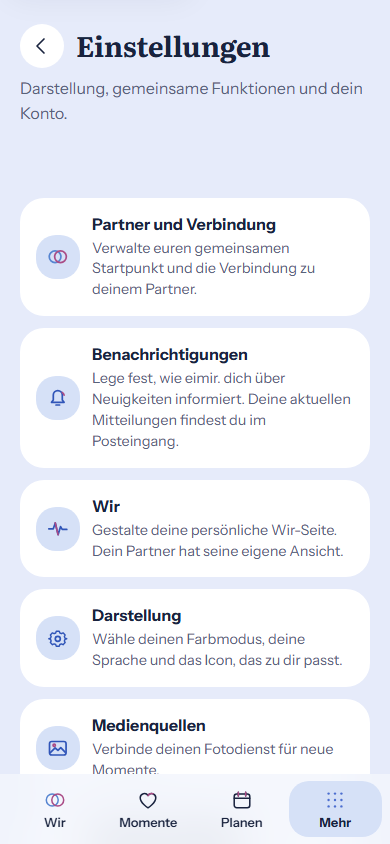 Einstellungen
Darstellung, gemeinsame Funktionen und dein
Konto.
Partner und Verbindung
Verwalte euren gemeinsamen
Startpunkt und die Verbindung zu
deinem Partner.
Benachrichtigungen
Lege fest, wie eimir. dich über
Neuigkeiten informiert. Deine aktuellen
Mitteilungen findest du im
Posteingang.
Wir
Gestalte deine persönliche Wir-Seite.
Dein Partner hat seine eigene Ansicht.
Darstellung
Wähle deinen Farbmodus, deine
Sprache und das Icon, das zu dir passt.
Medienquellen
Verbinde deinen Fotodienst für neue
Momente.
Wir
Momente
Planen
Mehr